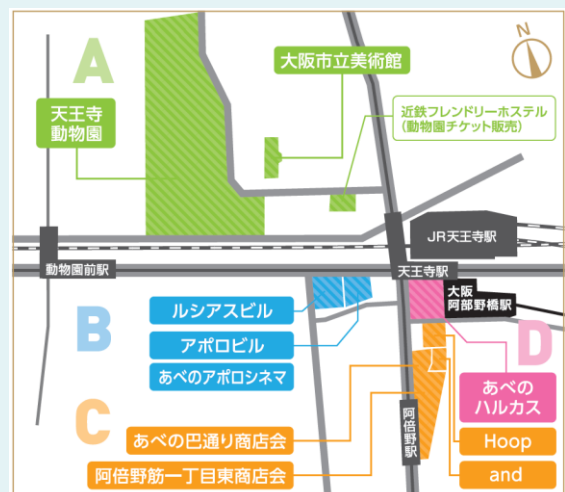 N
A
大阪市立美術館
天王寺
動物園
近鉄フレンドリーホステル
(動物園チケット販売)
JR天王寺駅
動物園前駅
天王寺駅
大阪
阿部野橋駅
B
ルシアスビル
アポロビル
あべのアポロシネマ
D
あべの
ハルカス
C
あべの巴通り商店会
阿倍野筋一丁目東商店会
阿倍野駅
Hoop
and